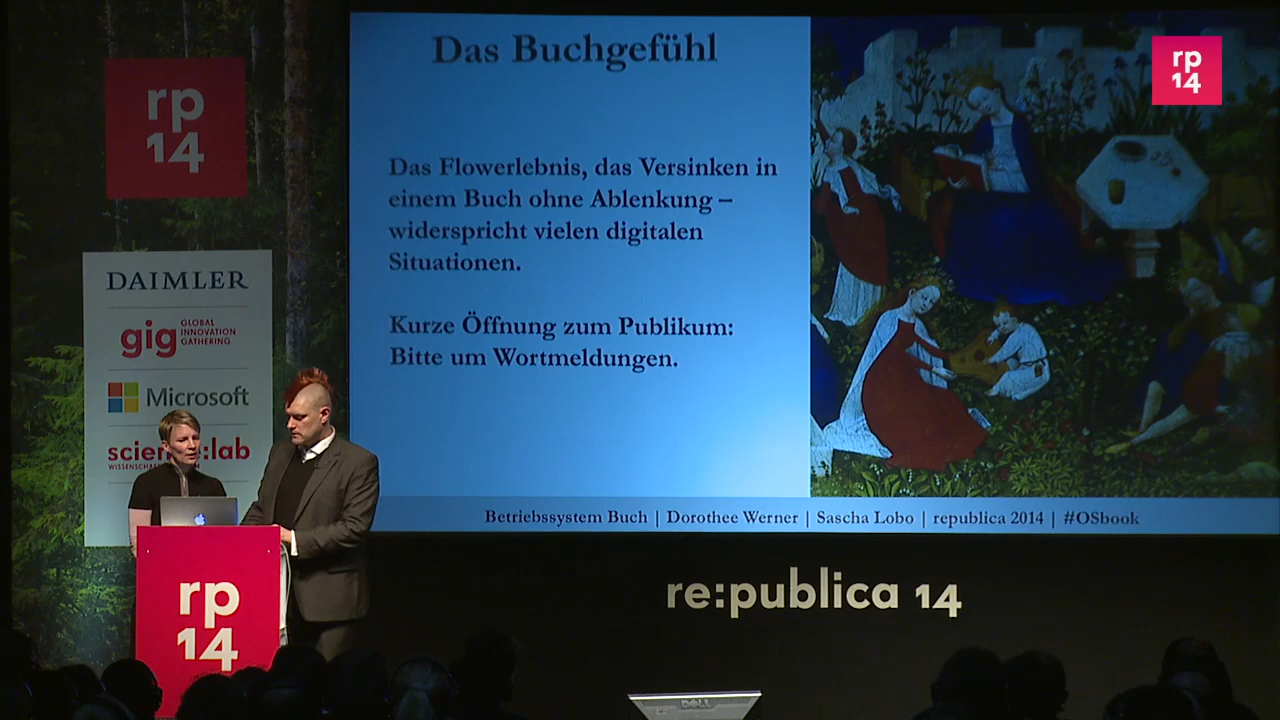 Das Buchgefühl
Das Flowerlebnis, das Versinken in
einem Buch ohne Ablenkung –
widerspricht vielen digitalen
Situationen.
Kurze Öffnung zum Publikum:
Bitte um Wortmeldungen.
Betriebssystem Buch | Dorothee Werner | Sascha Lobo | republica 2014 | #OSbook
rp
14
rp
14
DAIMLER
gig GLOBAL
INNOVATION
GATHERING
Microsoft
:lab
rp
14
re:publica 14
DELL